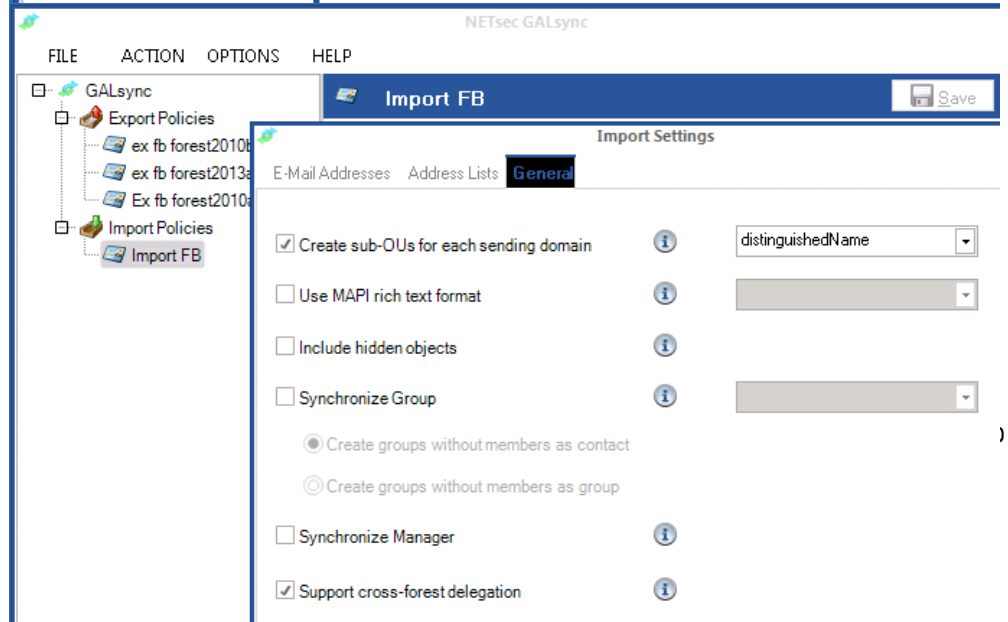 NETsec GALsync
FILE ACTION OPTIONS HELP
GALsync
Export Policies
ex fb forest2010b
ex fb forest2013a
Ex fb forest2010a
Import Policies
Import FB
Import FB
Save
Import Settings
E-Mail Addresses Address Lists General
Create sub-OUs for each sending domain distinguishedName
Use MAPI rich text format
Include hidden objects
Synchronize Group
Create groups without members as contact
Create groups without members as group
Synchronize Manager
Support cross-forest delegation